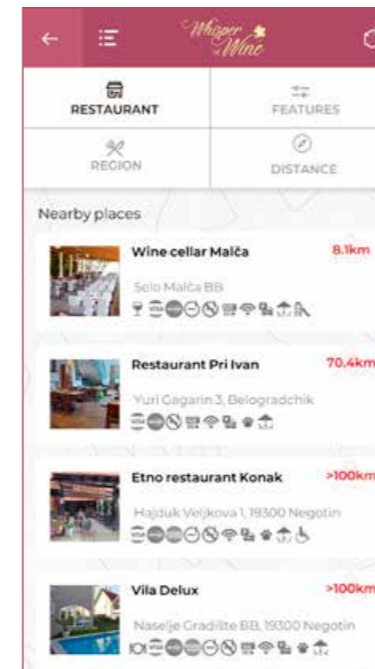 Whisper
of Wine
RESTAURANT
FEATURES
REGION
DISTANCE
Nearby places
Wine cellar Malča
8.1km
Selo Malča BB
Restaurant Pri Ivan
70.4km
Yuri Gagarin 3, Belogradchik
Etno restaurant Konak
>100km
Hajduk Veljkova 1, 19300 Negotin
Vila Delux
>100km
Naselje Gradište BB, 19300 Negotin